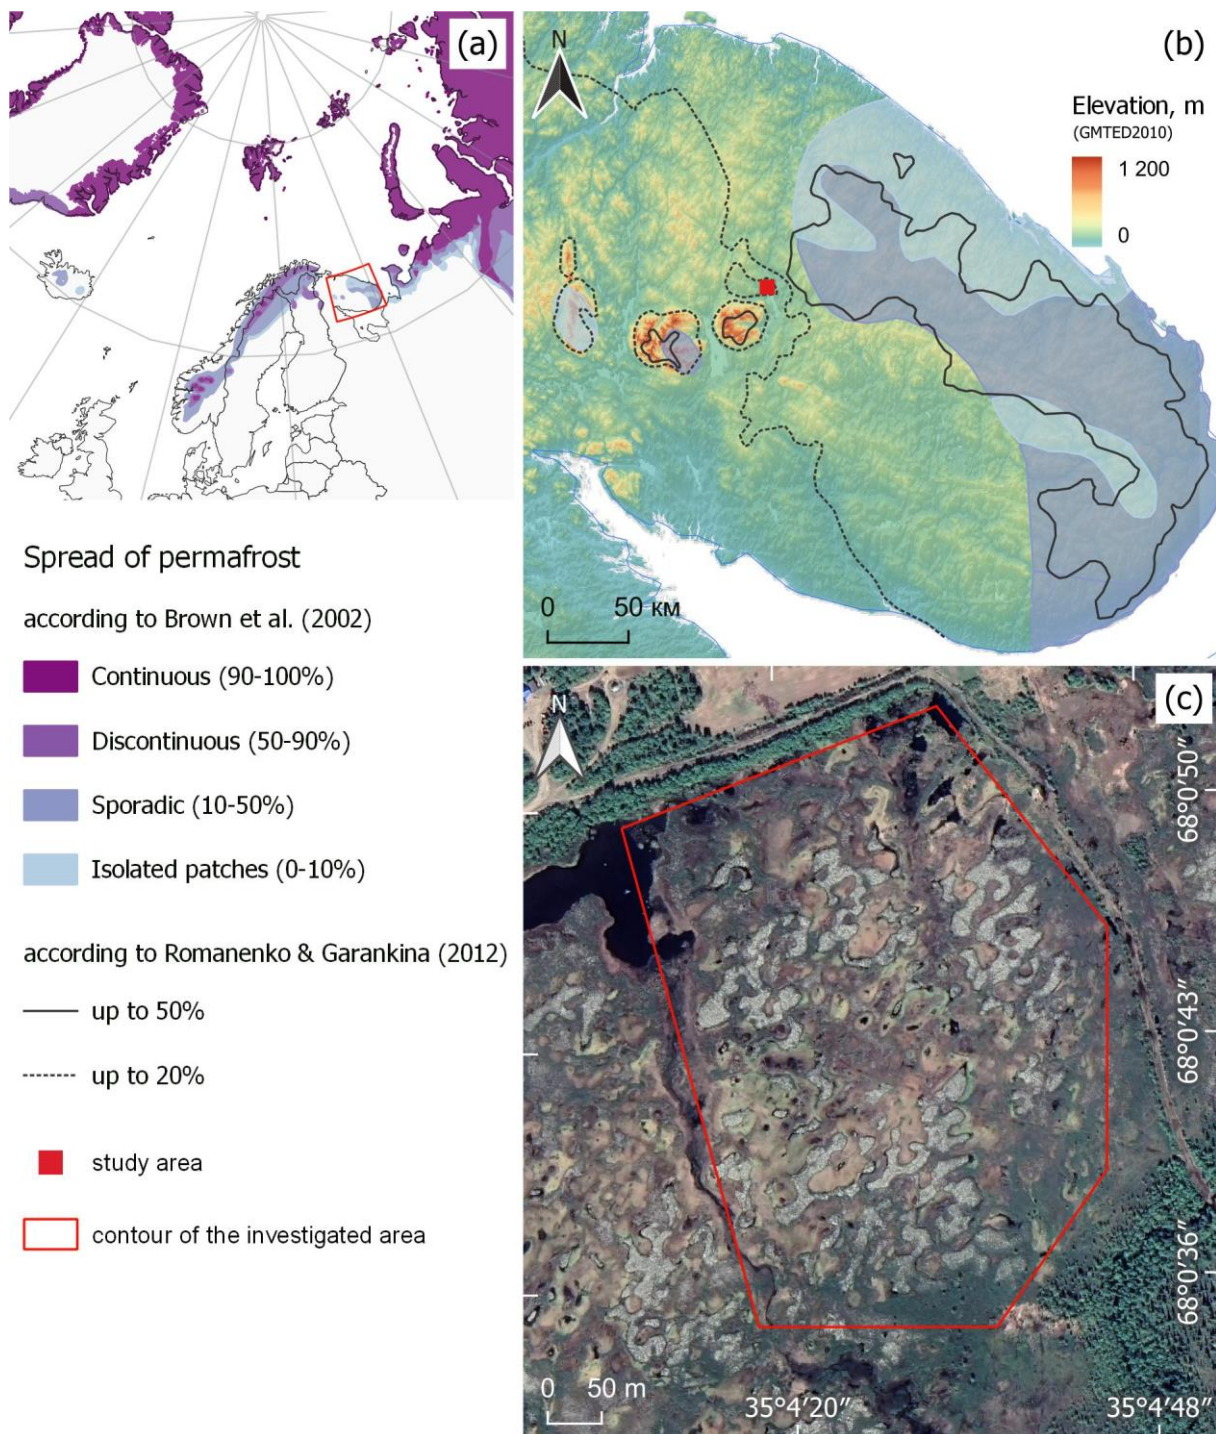 (a)
Spread of permafrost
according to Brown et al. (2002)
Continuous (90-100%)
Discontinuous (50-90%)
Sporadic (10-50%)
Isolated patches (0-10%)
according to Romanenko & Garankina (2012)
up to 50%
up to 20%
study area
contour of the investigated area
(b)
N
Elevation, m
(GMTED2010)
1 200
0
0 50 км
(c)
N
68°0′50″
68°0′43″
68°0′36″
0 50 m
35°4′20″ 35°4′48″